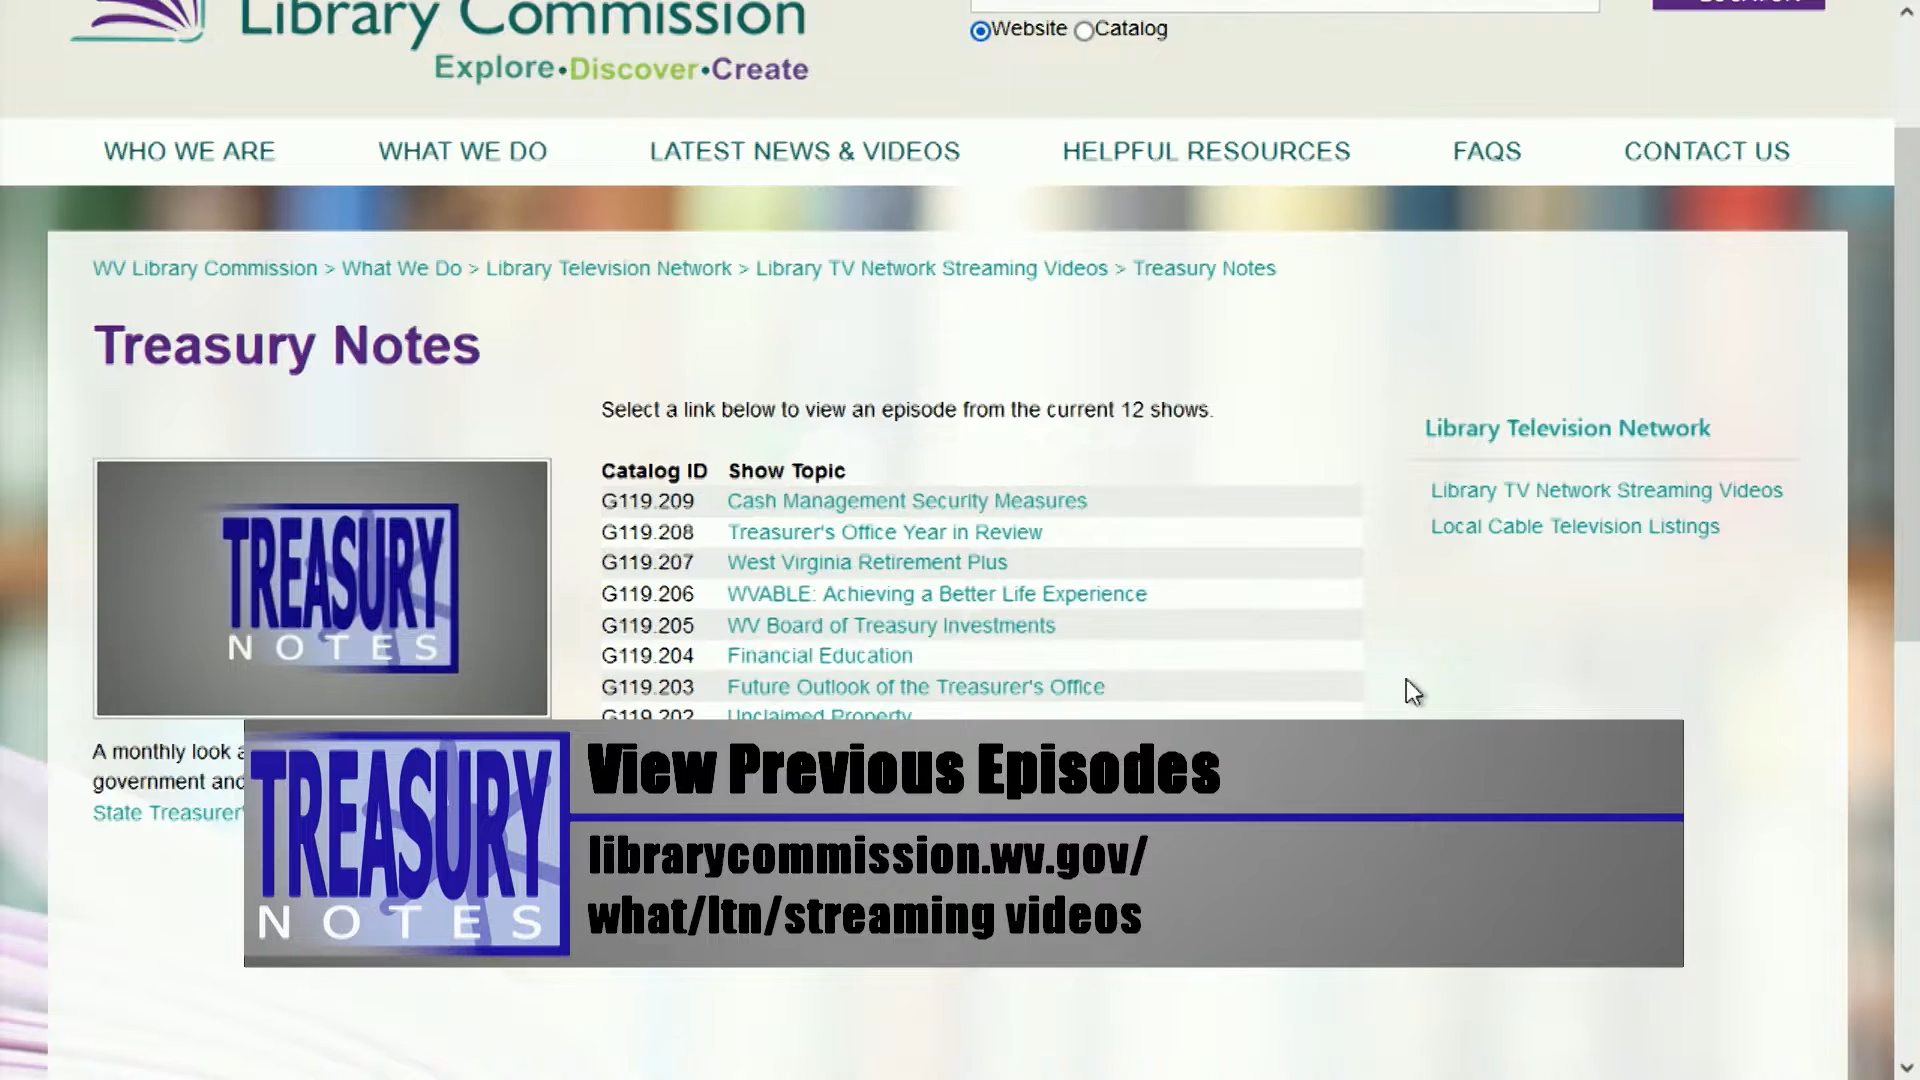 Library Commission
Explore•Discover•Create
Website Catalog
WHO WE ARE WHAT WE DO LATEST NEWS & VIDEOS HELPFUL RESOURCES FAQS CONTACT US
WV Library Commission > What We Do > Library Television Network > Library TV Network Streaming Videos > Treasury Notes
Treasury Notes
Select a link below to view an episode from the current 12 shows.
Catalog ID Show Topic
G119.209 Cash Management Security Measures
G119.208 Treasurer's Office Year in Review
G119.207 West Virginia Retirement Plus
G119.206 WVABLE: Achieving a Better Life Experience
G119.205 WV Board of Treasury Investments
G119.204 Financial Education
G119.203 Future Outlook of the Treasurer's Office
G119.202 Unclaimed Property
Library Television Network
Library TV Network Streaming Videos
Local Cable Television Listings
TREASURY
NOTES
A monthly look
government and
State Treasurer'
TREASURY
NOTES
View Previous Episodes
librarycommission.wv.gov/
what/ltn/streaming videos